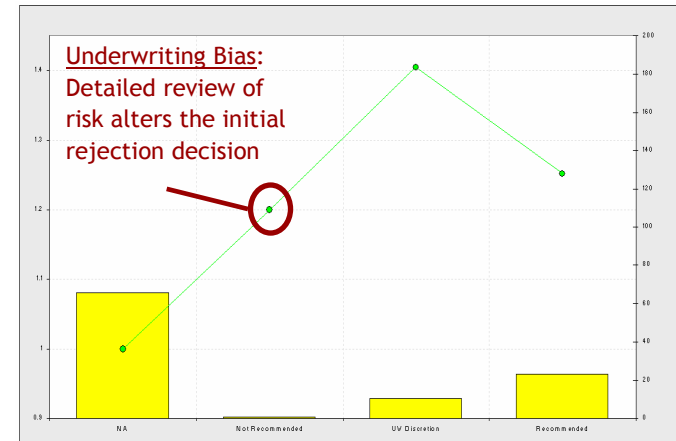 Underwriting Bias:
Detailed review of
risk alters the initial
rejection decision
1.4
1.3
1.2
1.1
1
0.9
200
180
160
140
120
100
80
60
40
20
0
NA
Not Recommended
UW Discretion
Recommended